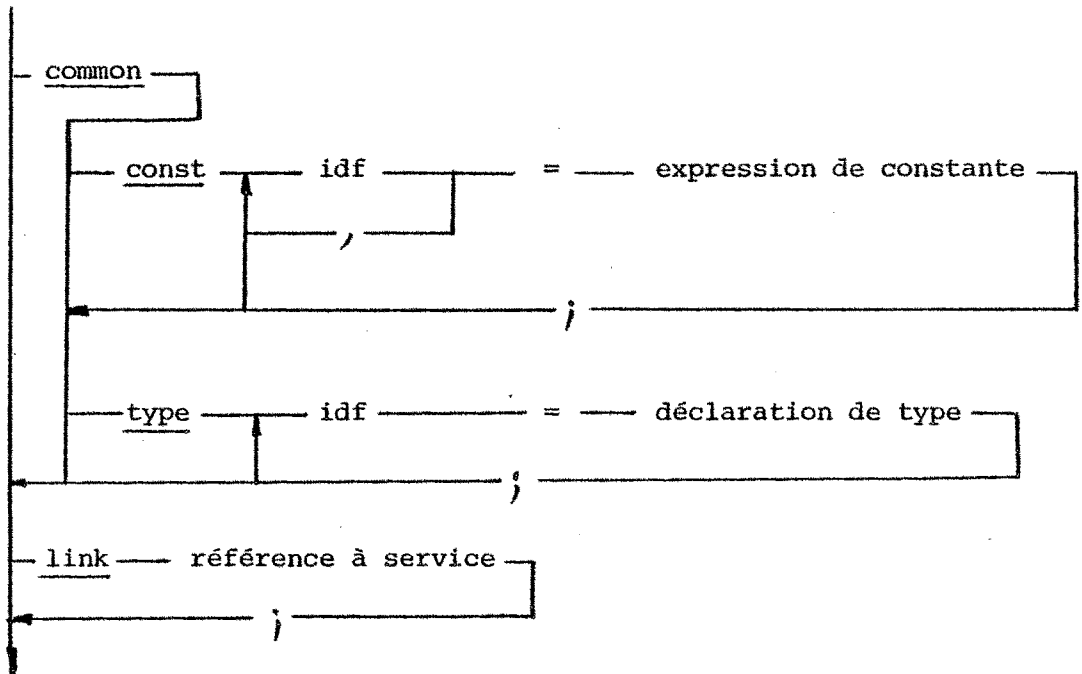 common
const idf = expression de constante
,
;
type idf = déclaration de type
;
link référence à service
;